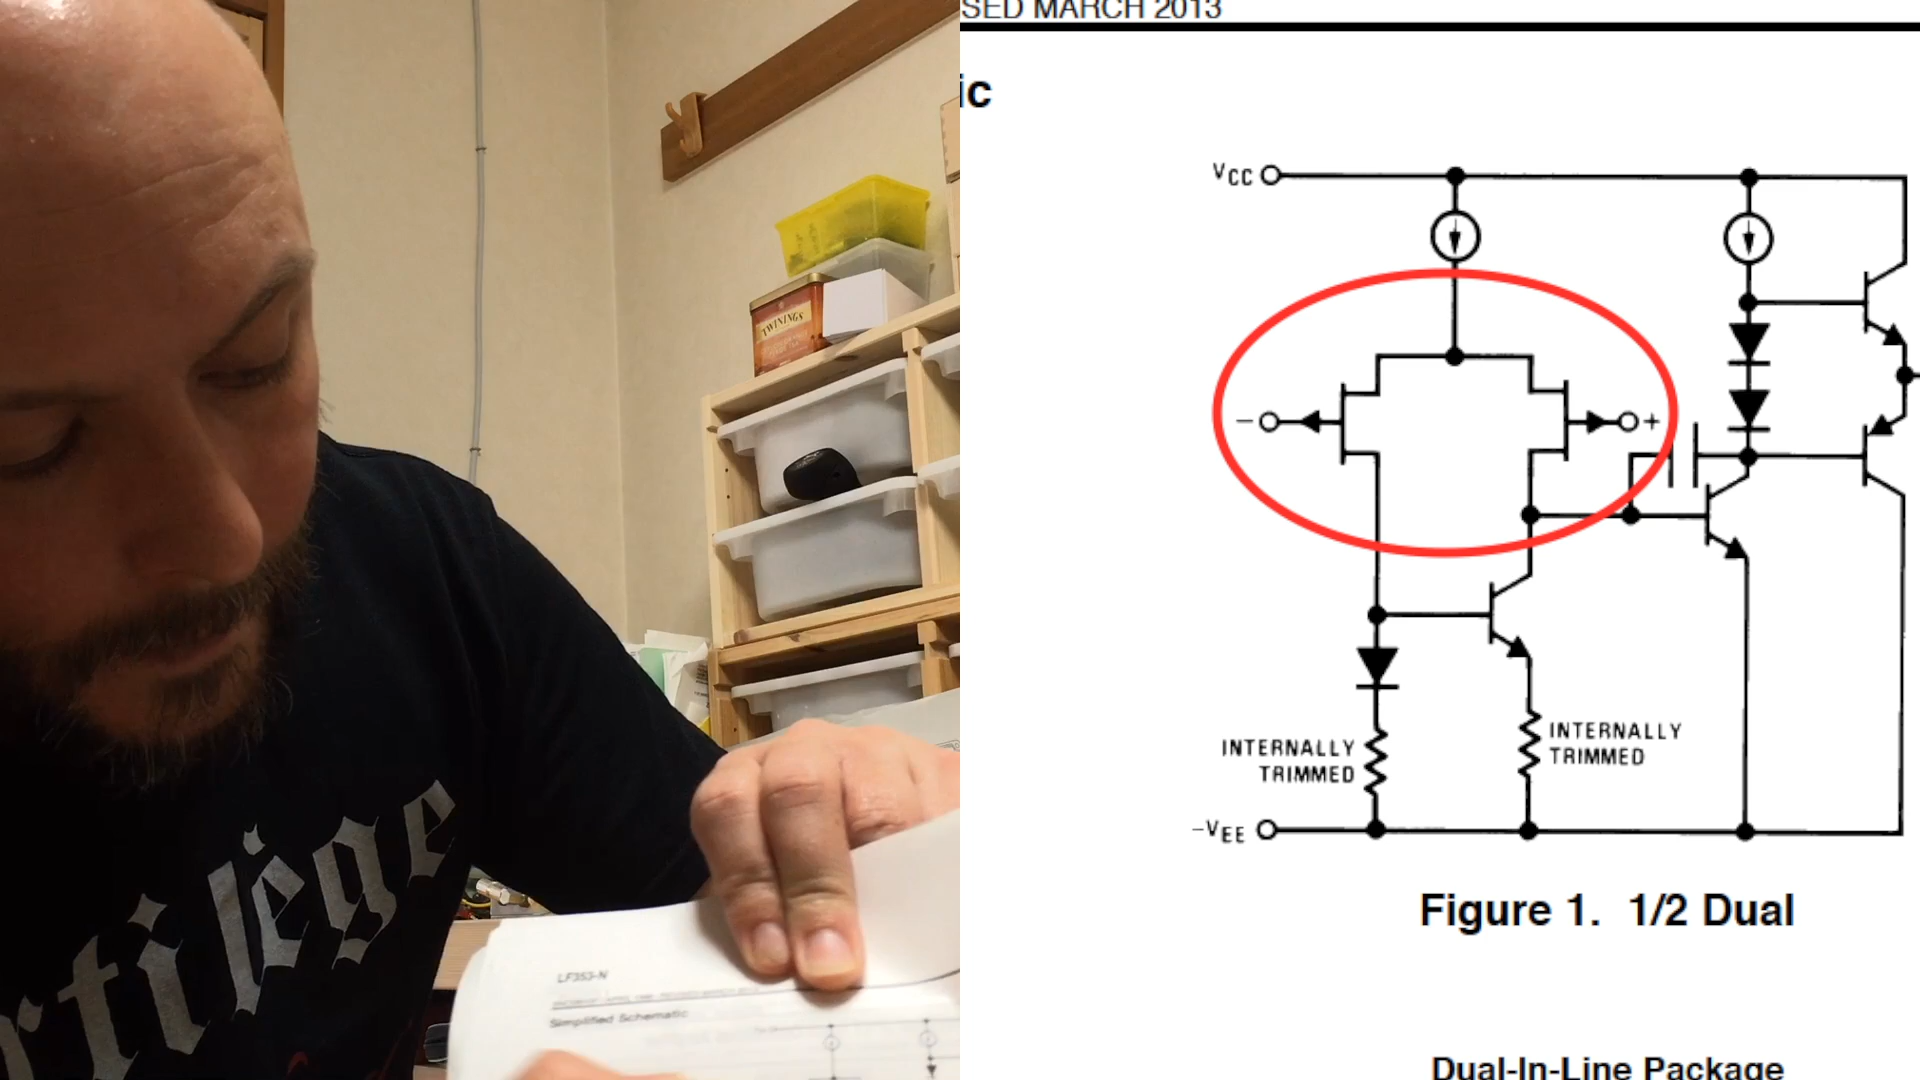 TWININGS
rtilège
LF353-N
Simplified Schematic
SED MARCH 2013
ic
VCC
-
+
INTERNALLY
TRIMMED
INTERNALLY
TRIMMED
-VEE
Figure 1. 1/2 Dual
Dual-In-Line Package